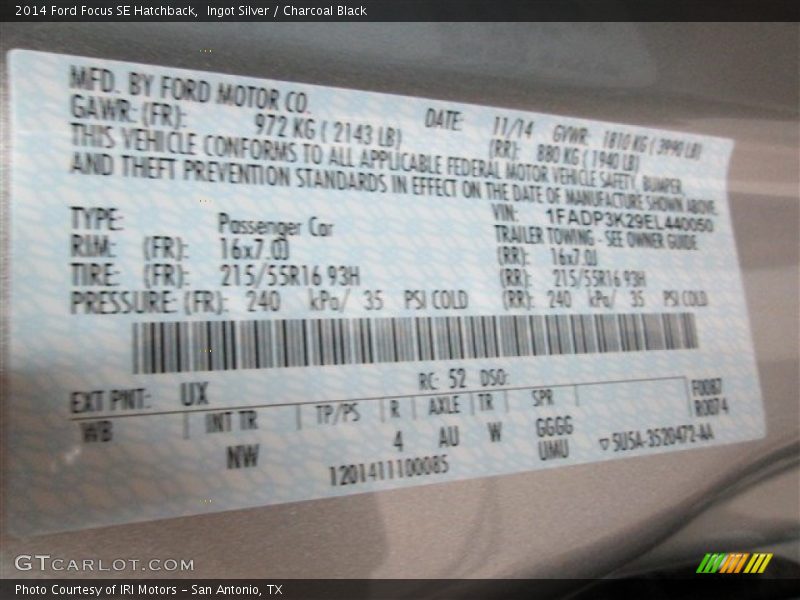 2014 Ford Focus SE Hatchback, Ingot Silver / Charcoal Black
MFD. BY FORD MOTOR CO.
DATE: 11/14 GVWR: 1810 KG ( 3990 LB)
GAWR: (FR): 972 KG ( 2143 LB) (RR): 880 KG ( 1940 LB)
THIS VEHICLE CONFORMS TO ALL APPLICABLE FEDERAL MOTOR VEHICLE SAFETY, BUMPER,
AND THEFT PREVENTION STANDARDS IN EFFECT ON THE DATE OF MANUFACTURE SHOWN ABOVE.
VIN: 1FADP3K29EL440050
TYPE: Passenger Car TRAILER TOWING - SEE OWNER GUIDE
RIM: (FR): 16x7.0J (RR): 16x7.0J
TIRE: (FR): 215/55R16 93H (RR): 215/55R16 93H
PRESSURE: (FR): 240 kPa/ 35 PSI COLD (RR): 240 kPa/ 35 PSI COLD
EXT PNT: UX RC: 52 DSO: F0087
WB INT TR TP/PS R AXLE TR SPR R0074
NW 4 AU W GGGG
UMU
1201411100085 ▽ 5U5A-3520472-AA
GTCARLOT.COM
Photo Courtesy of IRI Motors – San Antonio, TX